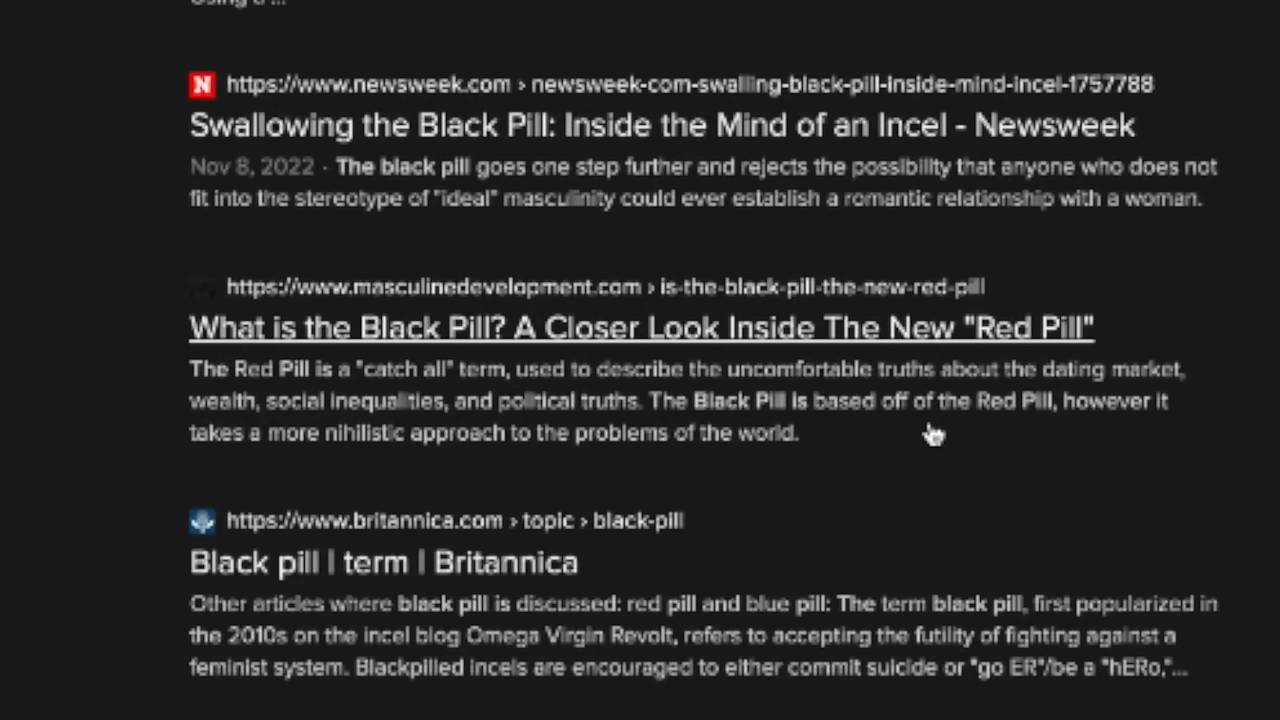 Using a ...
N
https://www.newsweek.com › newsweek-com-swalling-black-pill-inside-mind-incel-1757788
Swallowing the Black Pill: Inside the Mind of an Incel - Newsweek
Nov 8, 2022 · The black pill goes one step further and rejects the possibility that anyone who does not
fit into the stereotype of "ideal" masculinity could ever establish a romantic relationship with a woman.
https://www.masculinedevelopment.com › is-the-black-pill-the-new-red-pill
What is the Black Pill? A Closer Look Inside The New "Red Pill"
The Red Pill is a "catch all" term, used to describe the uncomfortable truths about the dating market,
wealth, social inequalities, and political truths. The Black Pill is based off of the Red Pill, however it
takes a more nihilistic approach to the problems of the world.
https://www.britannica.com › topic › black-pill
Black pill | term | Britannica
Other articles where black pill is discussed: red pill and blue pill: The term black pill, first popularized in
the 2010s on the incel blog Omega Virgin Revolt, refers to accepting the futility of fighting against a
feminist system. Blackpilled incels are encouraged to either commit suicide or "go ER"/be a "hERo,"...